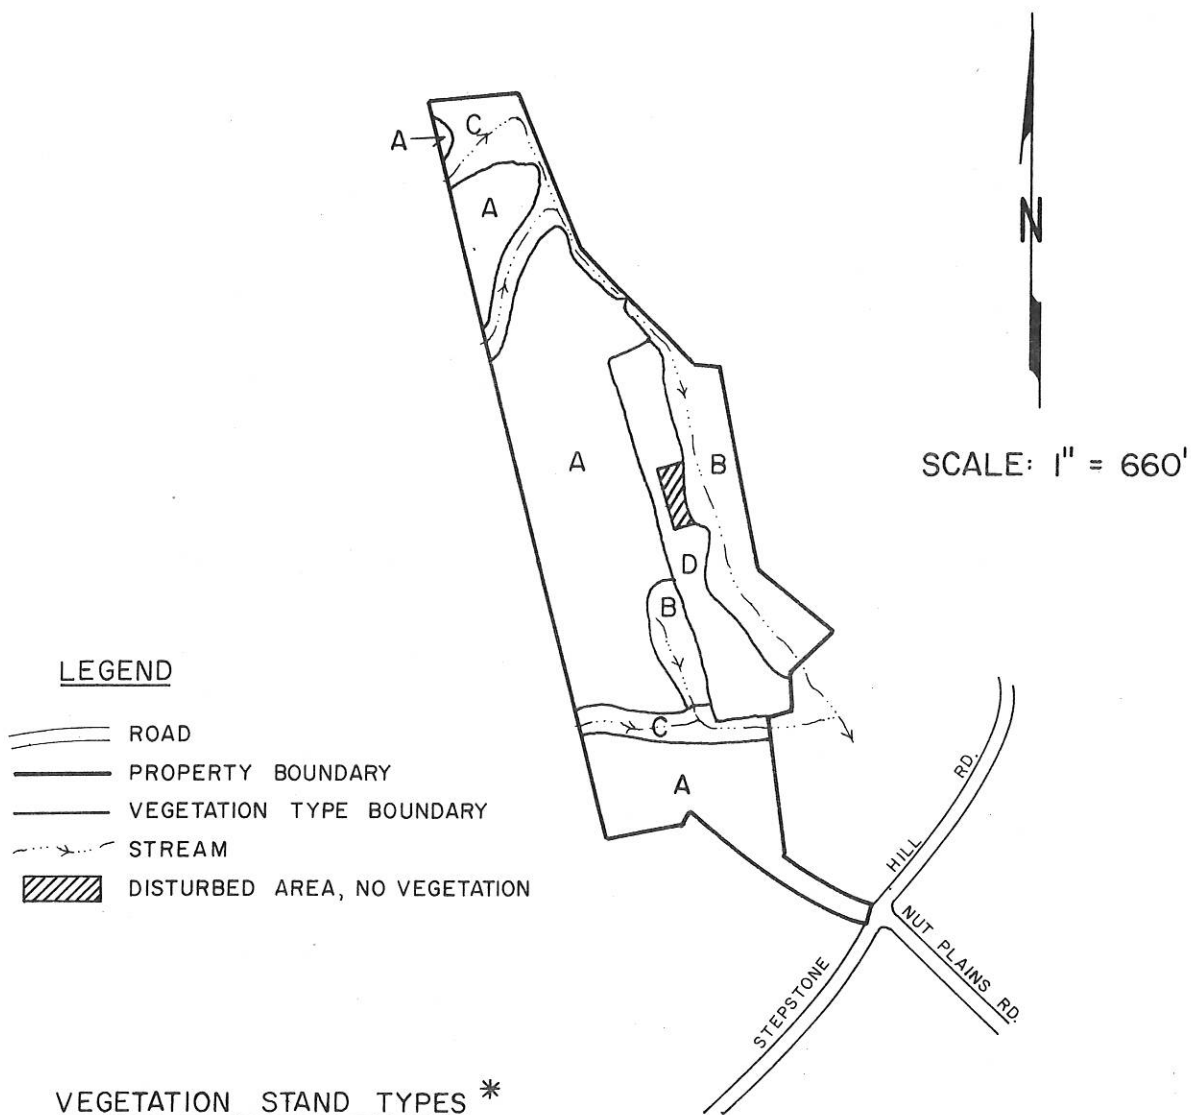 C
A
A
N
SCALE: 1" = 660'
A
B
D
B
LEGEND
ROAD
PROPERTY BOUNDARY
VEGETATION TYPE BOUNDARY
STREAM
DISTURBED AREA, NO VEGETATION
C
A
STEPSTONE HILL RD.
NUT PLAINS RD.
VEGETATION STAND TYPES *